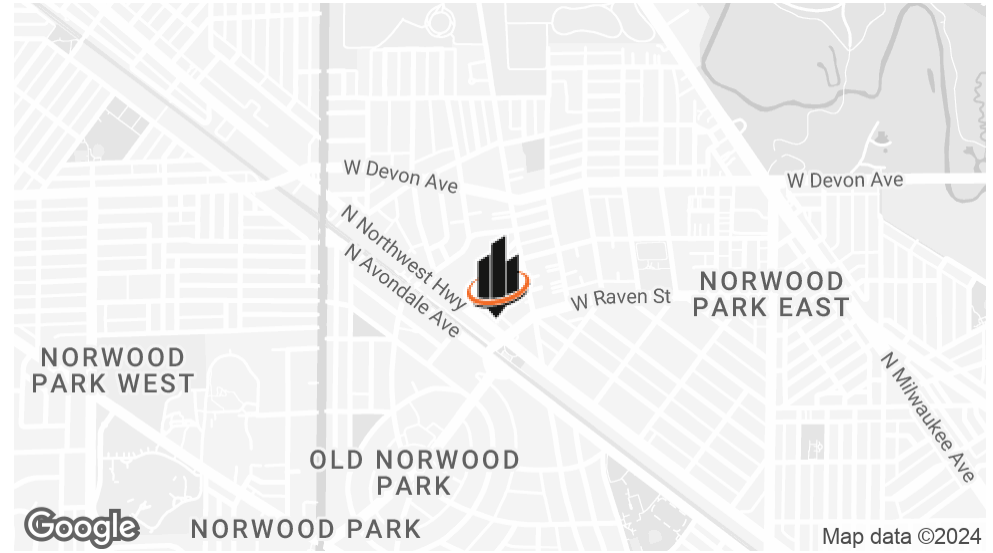 W Devon Ave
W Devon Ave
N Northwest Hwy
N Avondale Ave
NORWOOD
PARK EAST
W Raven St
NORWOOD
PARK WEST
N Milwaukee Ave
OLD NORWOOD
PARK
Google
NORWOOD PARK
Map data ©2024